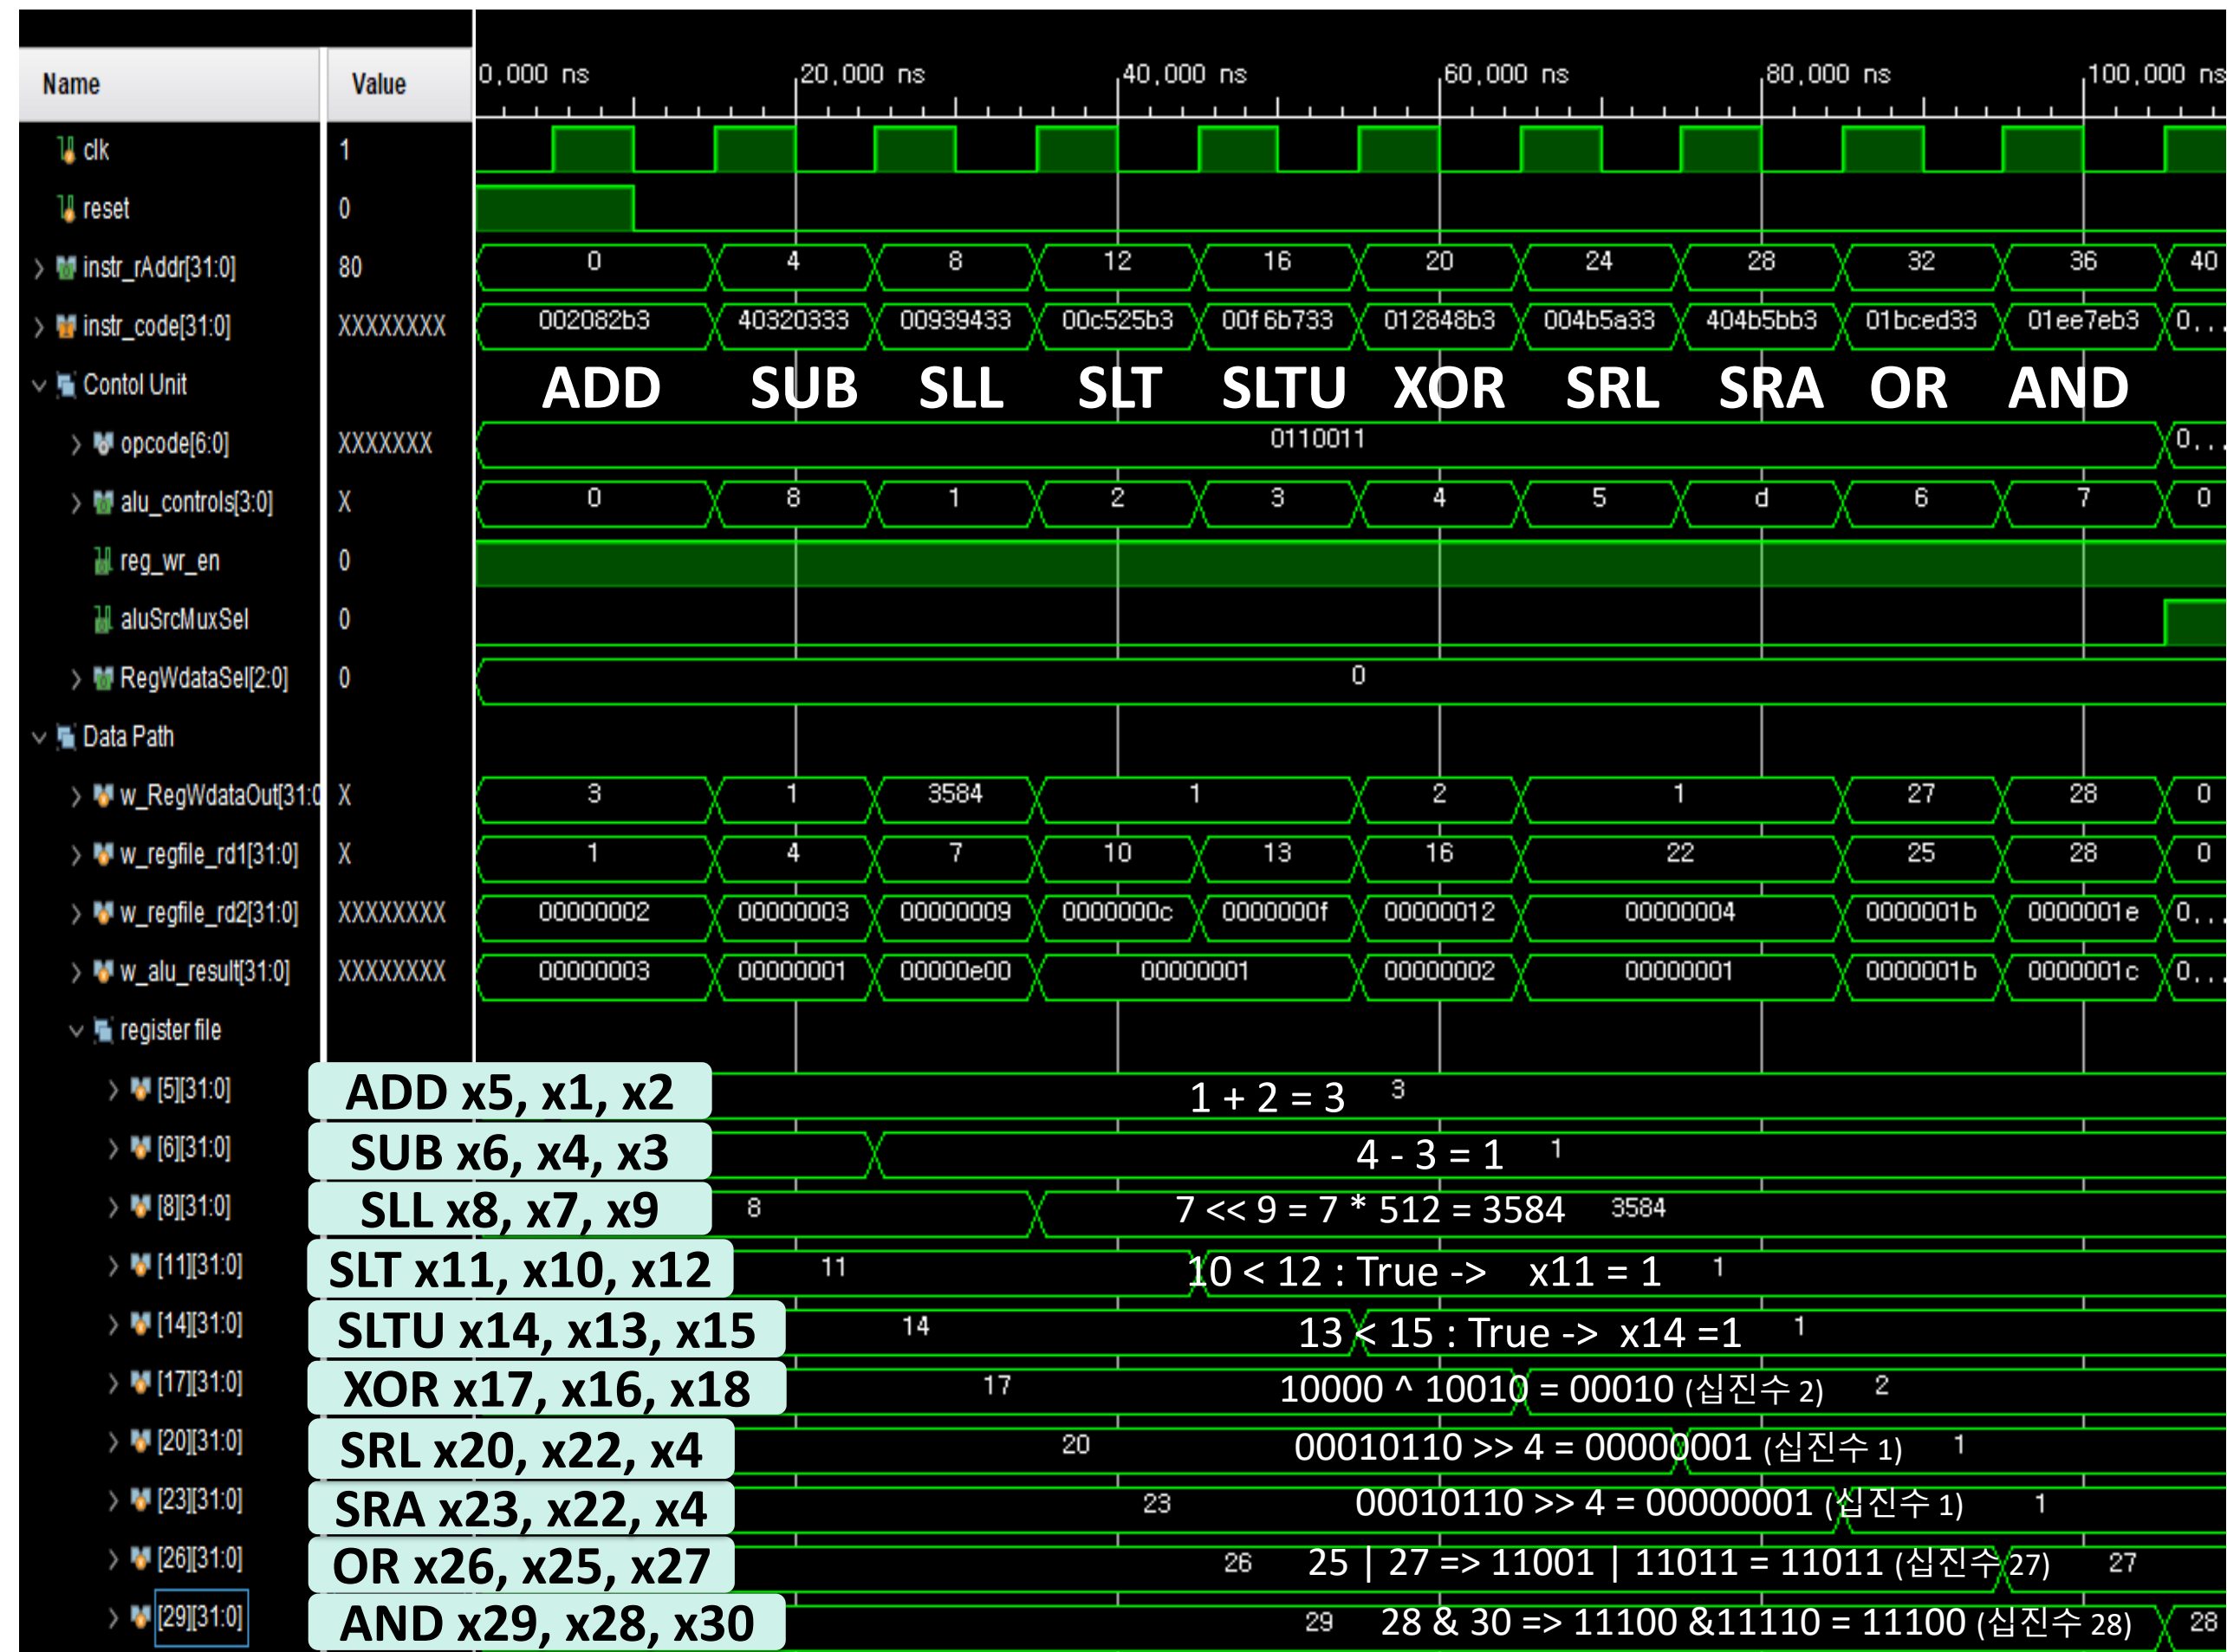 Name Value 0,000 ns 20,000 ns 40,000 ns 60,000 ns 80,000 ns 100,000 ns
clk 1
reset 0
instr_rAddr[31:0] 80 0 4 8 12 16 20 24 28 32 36 40
instr_code[31:0] XXXXXXXX 002082b3 40320333 00939433 00c525b3 00f6b733 012848b3 004b5a33 404b5bb3 01bced33 01ee7eb3 0...
Contol Unit ADD SUB SLL SLT SLTU XOR SRL SRA OR AND
opcode[6:0] XXXXXXX 0110011 0...
alu_controls[3:0] X 0 8 1 2 3 4 5 d 6 7 0
reg_wr_en 0
aluSrcMuxSel 0
RegWdataSel[2:0] 0 0
Data Path
w_RegWdataOut[31:0 X 3 1 3584 1 2 1 27 28 0
w_regfile_rd1[31:0] X 1 4 7 10 13 16 22 25 28 0
w_regfile_rd2[31:0] XXXXXXXX 00000002 00000003 00000009 0000000c 0000000f 00000012 00000004 0000001b 0000001e 0...
w_alu_result[31:0] XXXXXXXX 00000003 00000001 00000e00 00000001 00000002 00000001 0000001b 0000001c 0...
register file
[5][31:0] ADD x5, x1, x2 1 + 2 = 3 3
[6][31:0] SUB x6, x4, x3 4 - 3 = 1 1
[8][31:0] SLL x8, x7, x9 8 7 << 9 = 7 * 512 = 3584 3584
[11][31:0] SLT x11, x10, x12 11 10 < 12 : True -> x11 = 1 1
[14][31:0] SLTU x14, x13, x15 14 13 < 15 : True -> x14 =1 1
[17][31:0] XOR x17, x16, x18 17 10000 ^ 10010 = 00010 (십진수 2) 2
[20][31:0] SRL x20, x22, x4 20 00010110 >> 4 = 00000001 (십진수 1) 1
[23][31:0] SRA x23, x22, x4 23 00010110 >> 4 = 00000001 (십진수 1) 1
[26][31:0] OR x26, x25, x27 26 25 | 27 => 11001 | 11011 = 11011 (십진수 27) 27
[29][31:0] AND x29, x28, x30 29 28 & 30 => 11100 &11110 = 11100 (십진수 28) 28